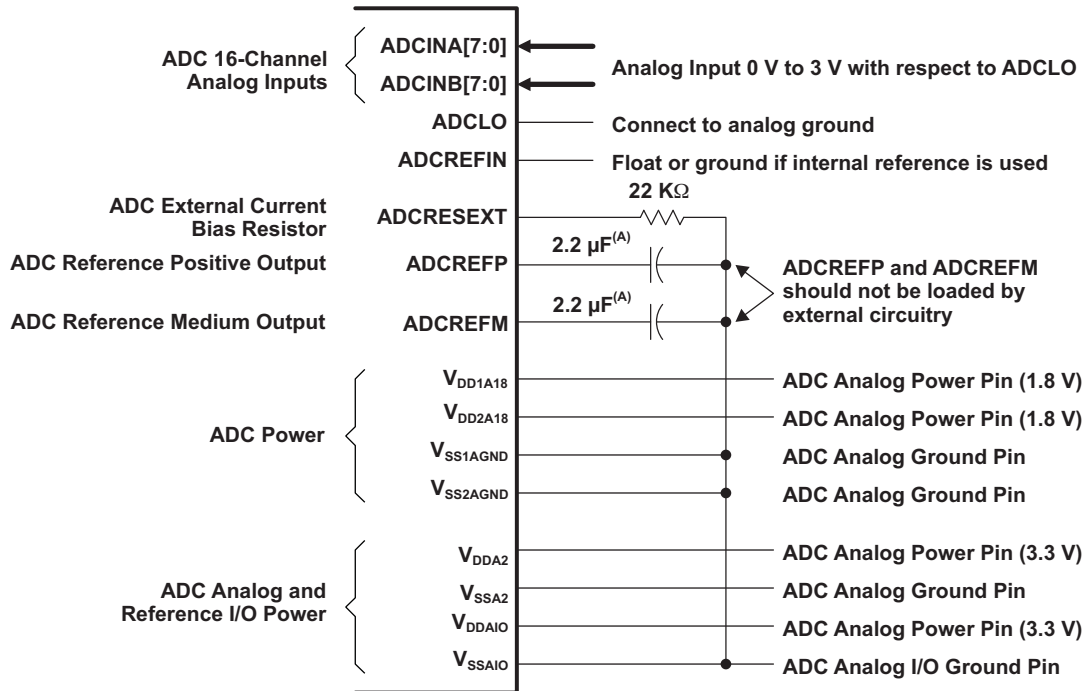 ADC 16-Channel
Analog Inputs
ADCINA[7:0]
ADCINB[7:0]
Analog Input 0 V to 3 V with respect to ADCLO
ADCLO
Connect to analog ground
ADCREFIN
Float or ground if internal reference is used
22 KΩ
ADC External Current
Bias Resistor
ADCRESEXT
2.2 µF(A)
ADC Reference Positive Output
ADCREFP
ADCREFP and ADCREFM
should not be loaded by
external circuitry
2.2 µF(A)
ADC Reference Medium Output
ADCREFM
ADC Power
VDD1A18
ADC Analog Power Pin (1.8 V)
VDD2A18
ADC Analog Power Pin (1.8 V)
VSS1AGND
ADC Analog Ground Pin
VSS2AGND
ADC Analog Ground Pin
ADC Analog and
Reference I/O Power
VDDA2
ADC Analog Power Pin (3.3 V)
VSSA2
ADC Analog Ground Pin
VDDAIO
ADC Analog Power Pin (3.3 V)
VSSAIO
ADC Analog I/O Ground Pin